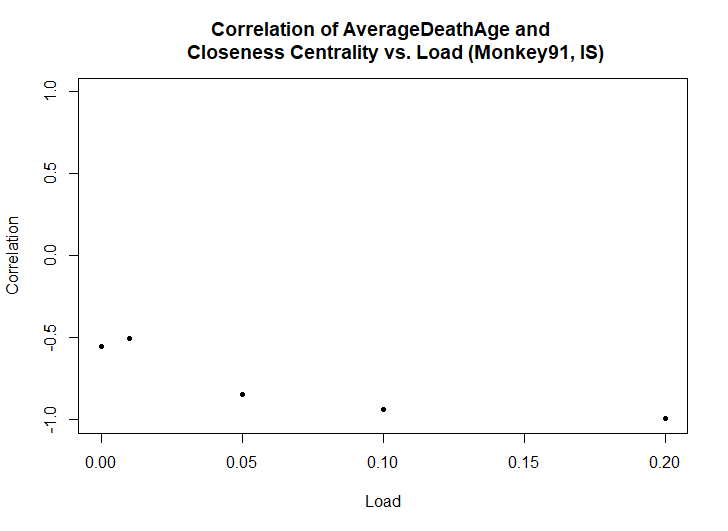 Correlation of AverageDeathAge and
Closeness Centrality vs. Load (Monkey91, IS)
Correlation
1.0
0.5
0.0
-0.5
-1.0
0.00 0.05 0.10 0.15 0.20
Load